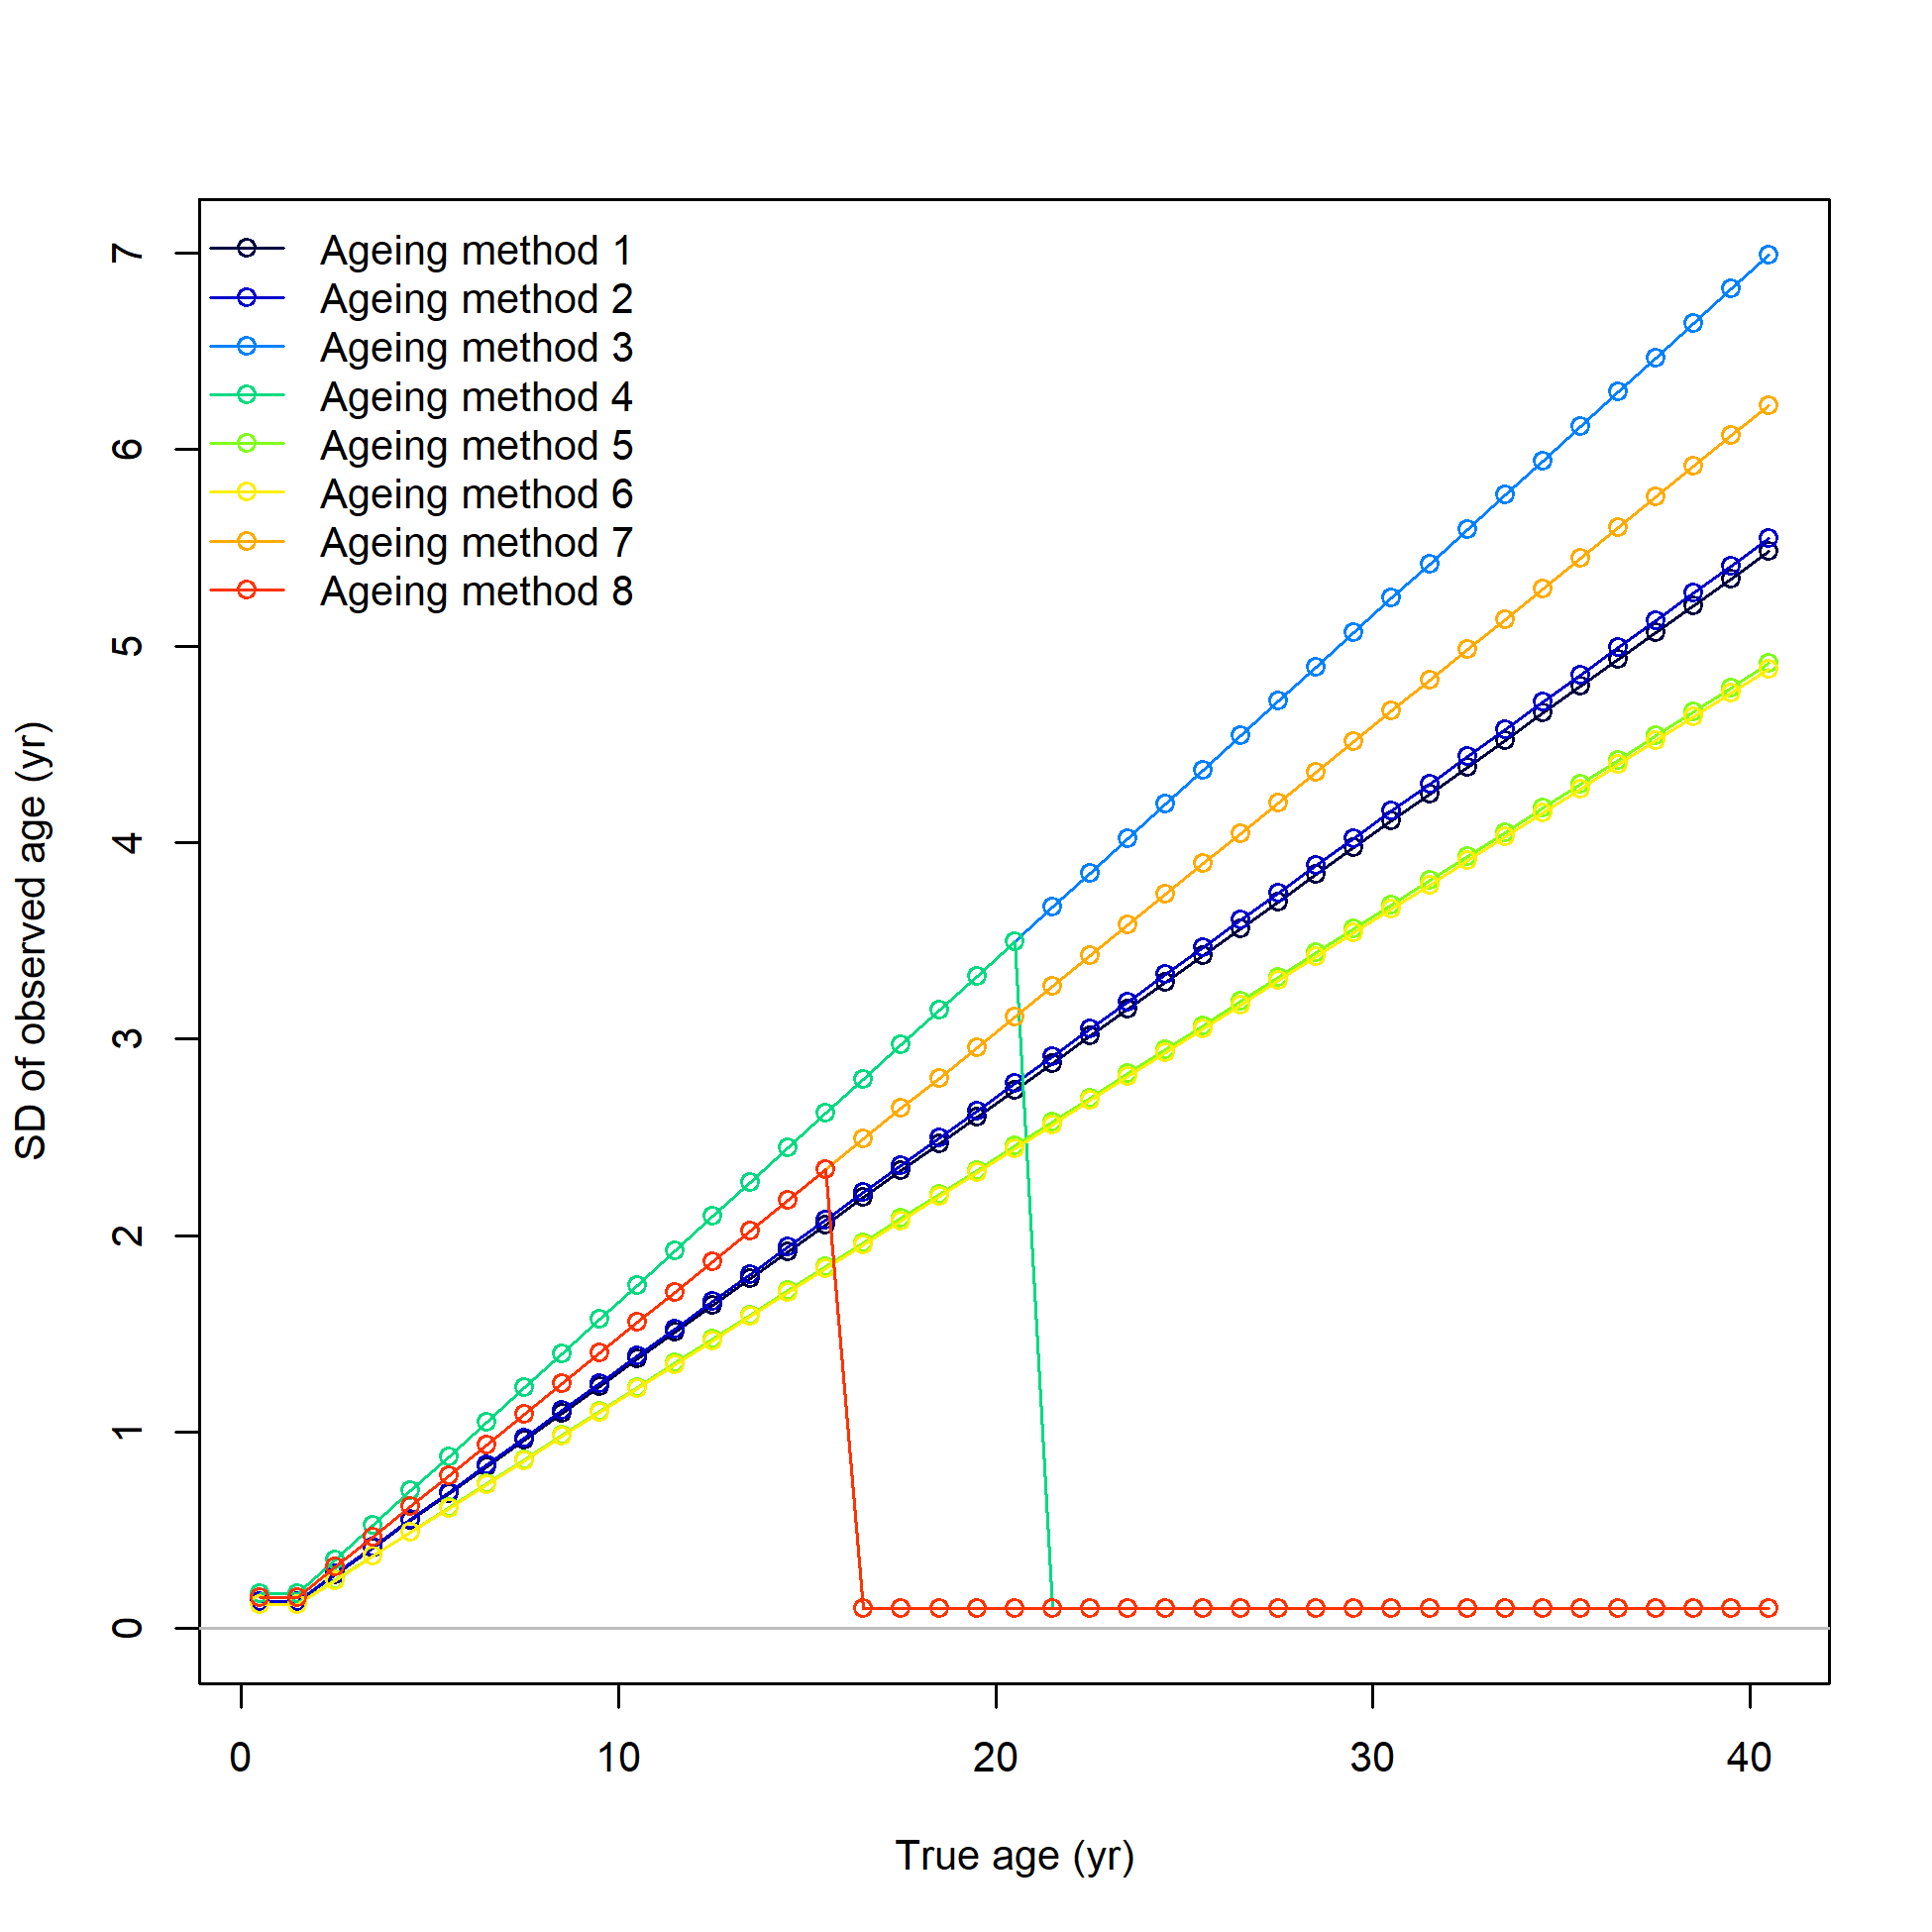 Ageing method 1
Ageing method 2
Ageing method 3
Ageing method 4
Ageing method 5
Ageing method 6
Ageing method 7
Ageing method 8
7
6
5
4
3
2
1
0
SD of observed age (yr)
0 10 20 30 40
True age (yr)